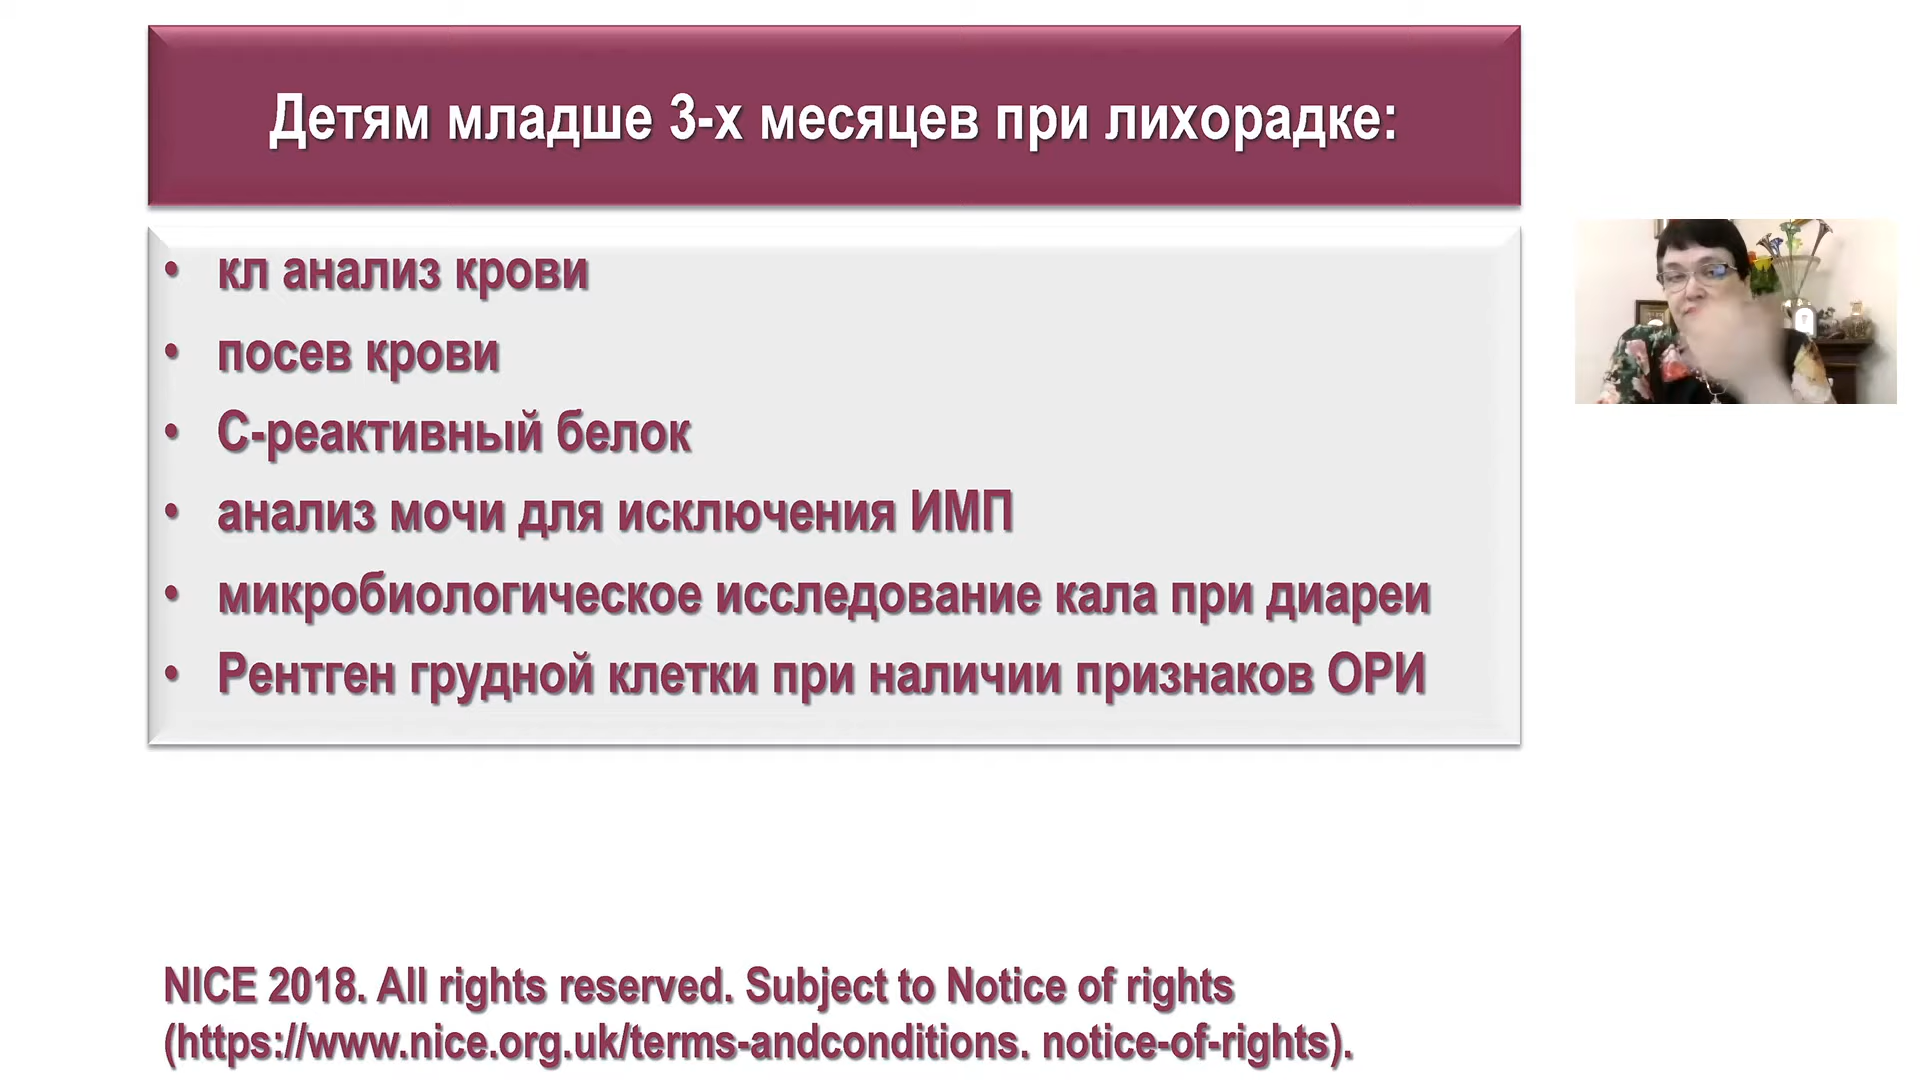 Детям младше 3-х месяцев при лихорадке:
• кл анализ крови
• посев крови
• С-реактивный белок
• анализ мочи для исключения ИМП
• микробиологическое исследование кала при диареи
• Рентген грудной клетки при наличии признаков ОРИ
NICE 2018. All rights reserved. Subject to Notice of rights
(https://www.nice.org.uk/terms-andconditions. notice-of-rights).